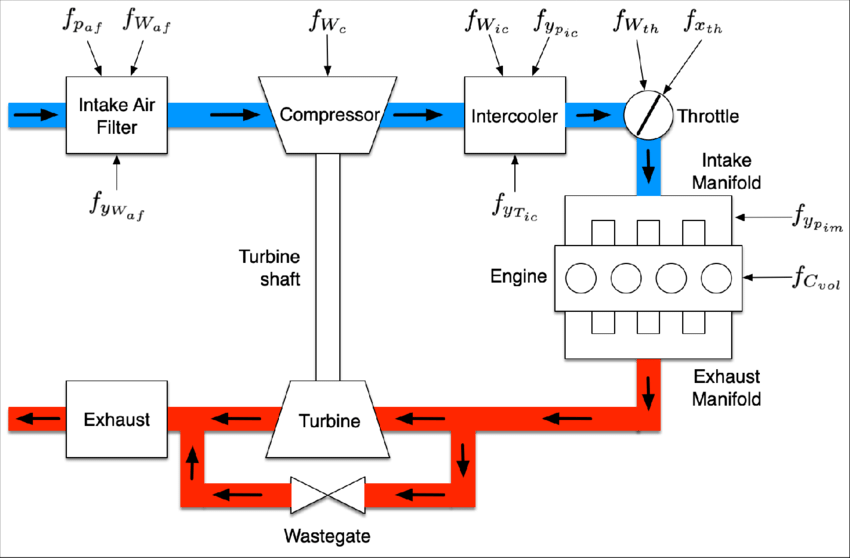 f_{p_{af}} f_{W_{af}} f_{W_c} f_{W_{ic}} f_{y_{p_{ic}}} f_{W_{th}} f_{x_{th}}
Intake Air
Filter
Compressor
Intercooler
Throttle
f_{y_{W_{af}}}
f_{y_{T_{ic}}}
Intake
Manifold
f_{y_{p_{im}}}
Turbine
shaft
Engine
f_{C_{vol}}
Exhaust
Manifold
Exhaust
Turbine
Wastegate